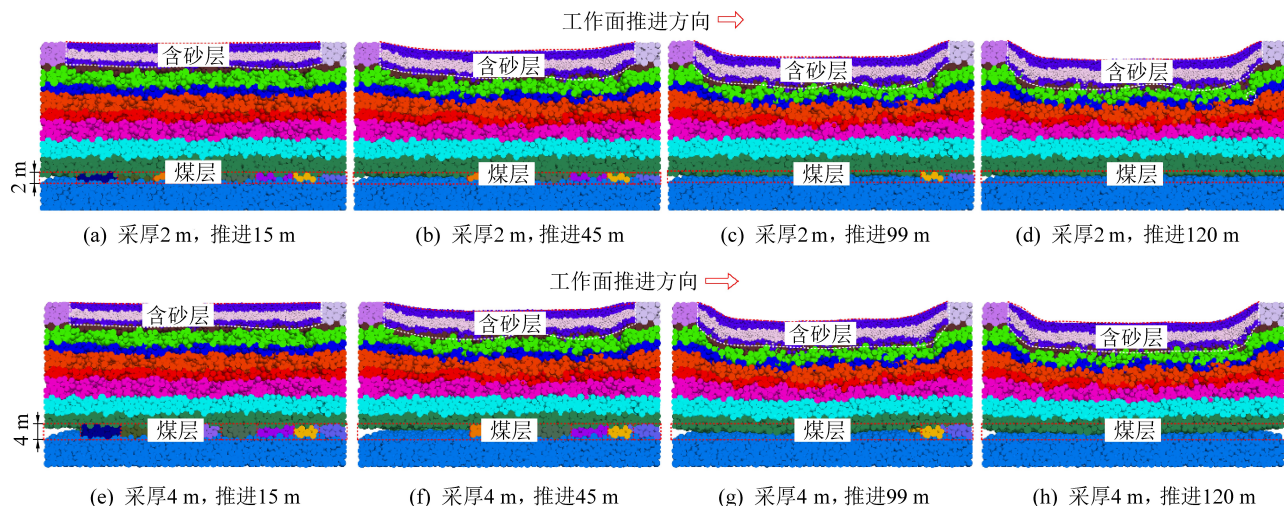 工作面推进方向
含砂层 含砂层 含砂层 含砂层
2 m 煤层 煤层 煤层 煤层
(a) 采厚2 m,推进15 m (b) 采厚2 m,推进45 m (c) 采厚2 m,推进99 m (d) 采厚2 m,推进120 m
工作面推进方向
含砂层 含砂层 含砂层 含砂层
4 m 煤层 煤层 煤层 煤层
(e) 采厚4 m,推进15 m (f) 采厚4 m,推进45 m (g) 采厚4 m,推进99 m (h) 采厚4 m,推进120 m